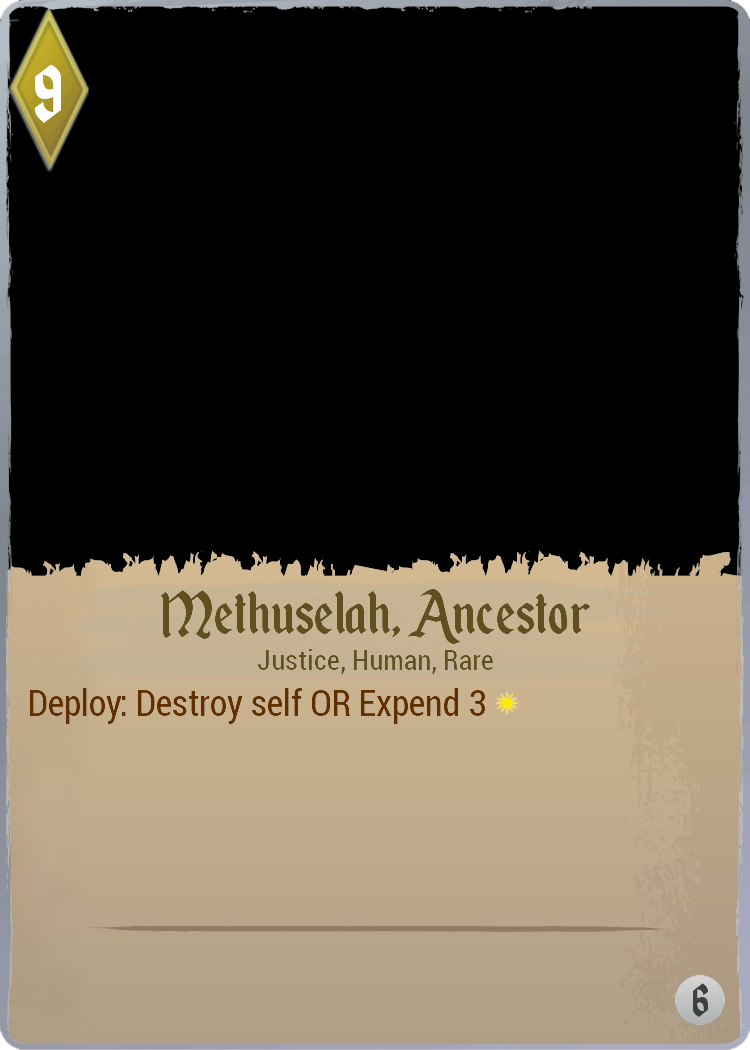 9
Methuselah, Ancestor
Justice, Human, Rare
Deploy: Destroy self OR Expend 3
6